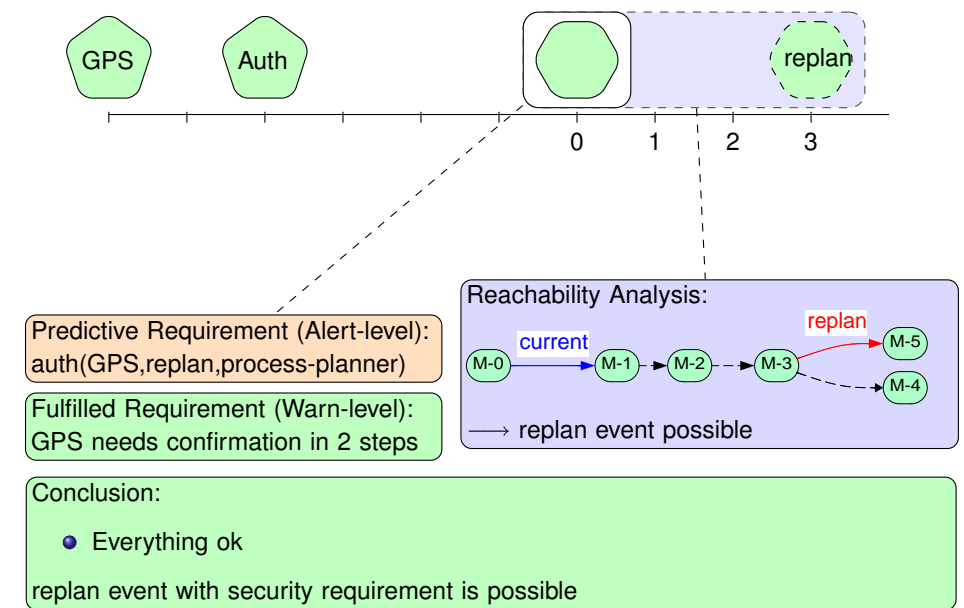 GPS
Auth
replan
0 1 2 3
Predictive Requirement (Alert-level):
auth(GPS,replan,process-planner)
Fulfilled Requirement (Warn-level):
GPS needs confirmation in 2 steps
Reachability Analysis:
replan
current
M-5
M-0 M-1 M-2 M-3
M-4
⟶ replan event possible
Conclusion:
Everything ok
replan event with security requirement is possible